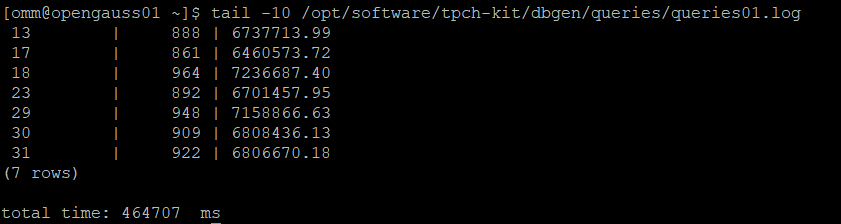 [omm@opengauss01 ~]$ tail -10 /opt/software/tpch-kit/dbgen/queries/queries01.log
 13         |     888 | 6737713.99
 17         |     861 | 6460573.72
 18         |     964 | 7236687.40
 23         |     892 | 6701457.95
 29         |     948 | 7158866.63
 30         |     909 | 6808436.13
 31         |     922 | 6806670.18
(7 rows)

total time: 464707  ms